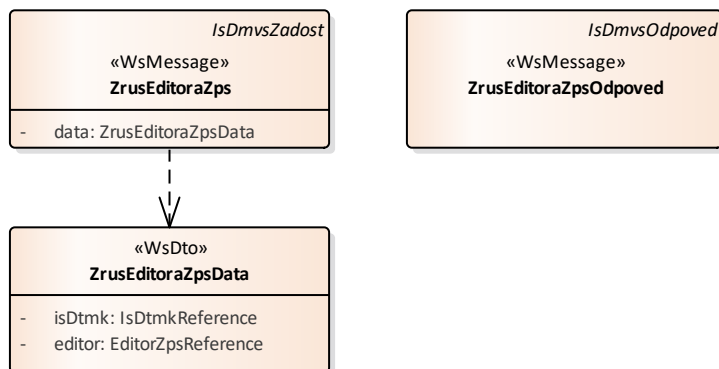 IsDmvsZadost
«WsMessage»
ZrusEditoraZps
- data: ZrusEditoraZpsData
IsDmvsOdpoved
«WsMessage»
ZrusEditoraZpsOdpoved
«WsDto»
ZrusEditoraZpsData
- isDtmk: IsDtmkReference
- editor: EditorZpsReference